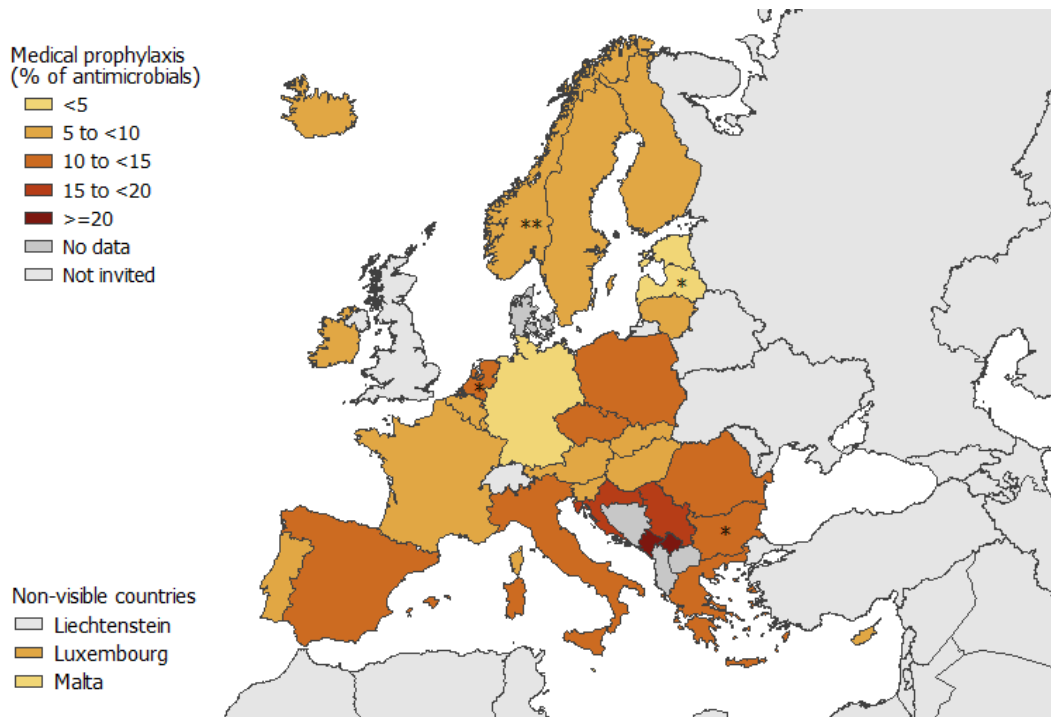 Medical prophylaxis
(% of antimicrobials)
<5
5 to <10
10 to <15
15 to <20
>=20
No data
Not invited
**
*
*
*
Non-visible countries
Liechtenstein
Luxembourg
Malta